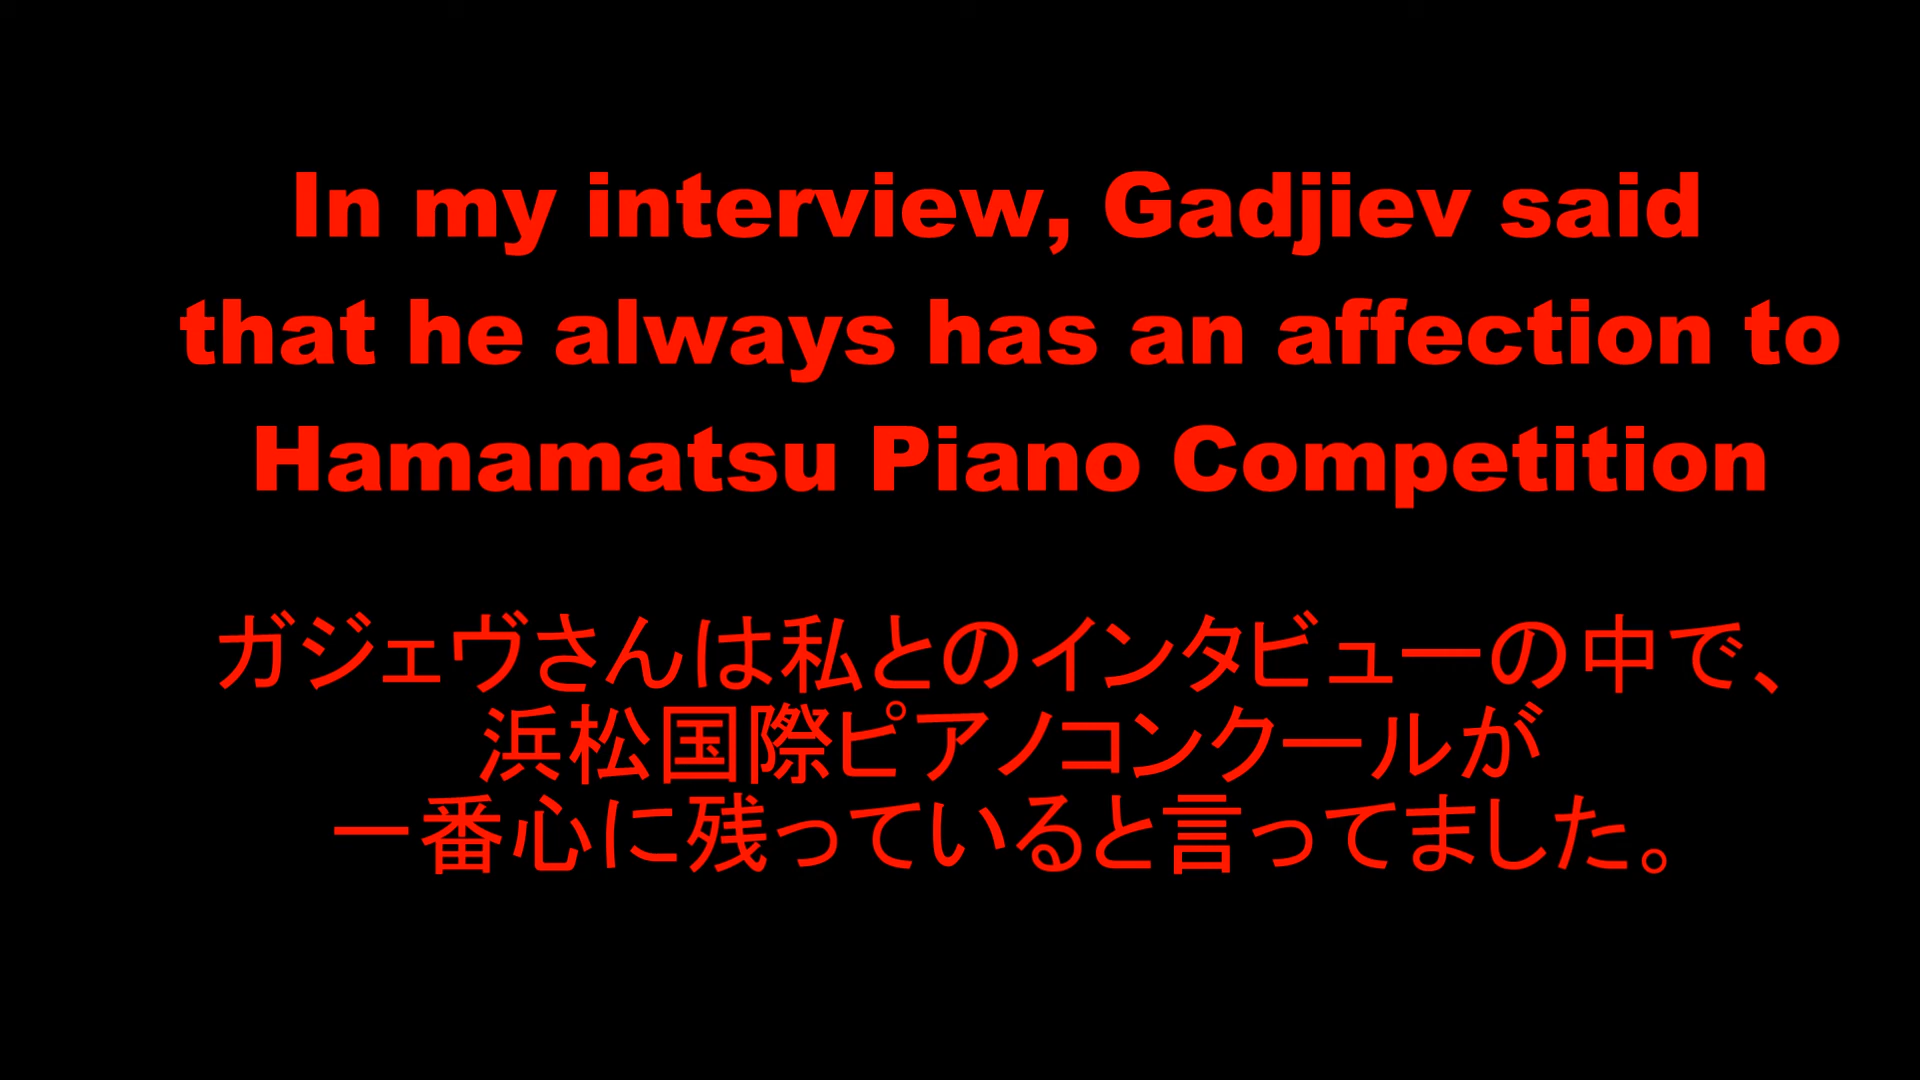 In my interview, Gadjiev said
that he always has an affection to
Hamamatsu Piano Competition
ガジェヴさんは私とのインタビューの中で、
浜松国際ピアノコンクールが
一番心に残っていると言ってました。